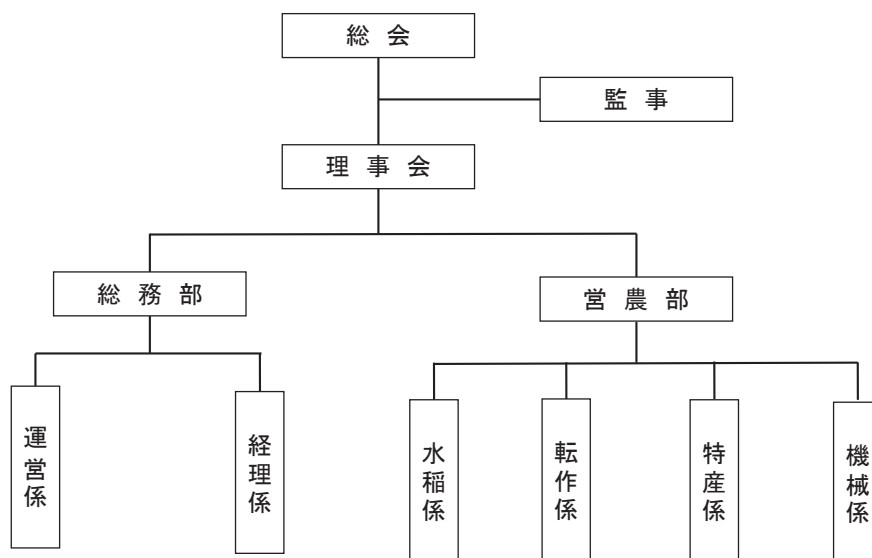 総会
監事
理事会
総務部
営農部
運営係
経理係
水稲係
転作係
特産係
機械係